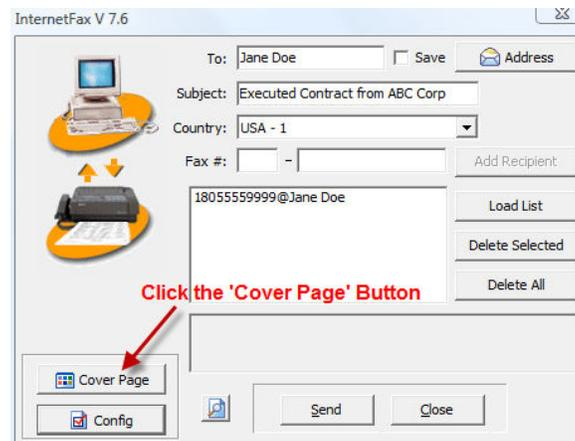 InternetFax V 7.6
To: Jane Doe Save Address
Subject: Executed Contract from ABC Corp
Country: USA - 1
Fax #: - Add Recipient
18055559999@Jane Doe
Load List
Delete Selected
Delete All
Click the 'Cover Page' Button
Cover Page
Config
Send Close